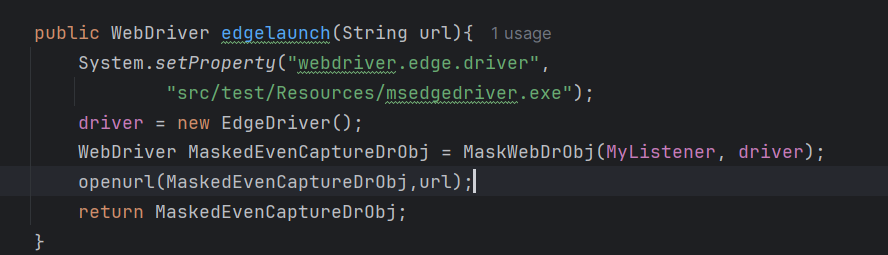 public WebDriver edgelaunch(String url){ 1 usage
System.setProperty("webdriver.edge.driver",
"src/test/Resources/msedgedriver.exe");
driver = new EdgeDriver();
WebDriver MaskedEvenCaptureDrObj = MaskWebDrObj(MyListener, driver);
openurl(MaskedEvenCaptureDrObj,url);
return MaskedEvenCaptureDrObj;
}